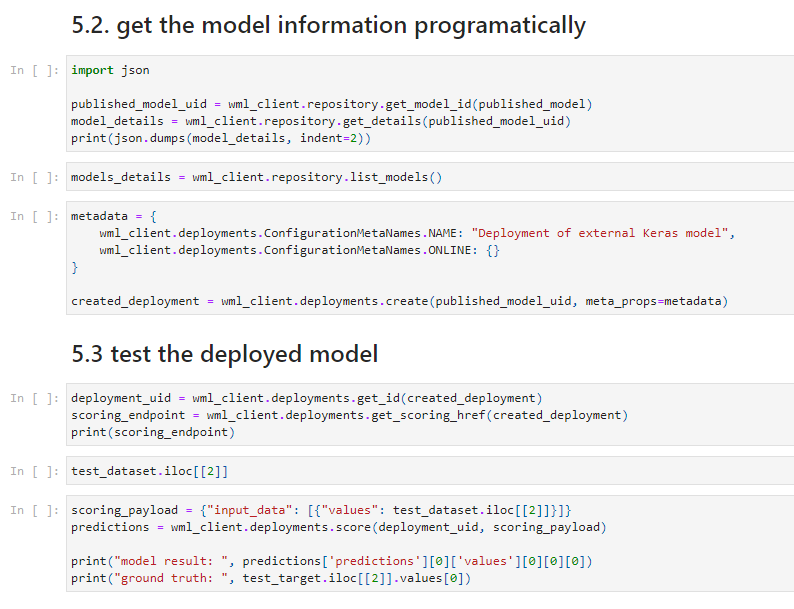 5.2. get the model information programatically
In [ ]: import json
published_model_uid = wml_client.repository.get_model_id(published_model)
model_details = wml_client.repository.get_details(published_model_uid)
print(json.dumps(model_details, indent=2))
In [ ]: models_details = wml_client.repository.list_models()
In [ ]: metadata = {
    wml_client.deployments.ConfigurationMetaNames.NAME: "Deployment of external Keras model",
    wml_client.deployments.ConfigurationMetaNames.ONLINE: {}
}
created_deployment = wml_client.deployments.create(published_model_uid, meta_props=metadata)
5.3 test the deployed model
In [ ]: deployment_uid = wml_client.deployments.get_id(created_deployment)
scoring_endpoint = wml_client.deployments.get_scoring_href(created_deployment)
print(scoring_endpoint)
In [ ]: test_dataset.iloc[[2]]
In [ ]: scoring_payload = {"input_data": [{"values": test_dataset.iloc[[2]]}]}
predictions = wml_client.deployments.score(deployment_uid, scoring_payload)
print("model result: ", predictions['predictions'][0]['values'][0][0][0])
print("ground truth: ", test_target.iloc[[2]].values[0])